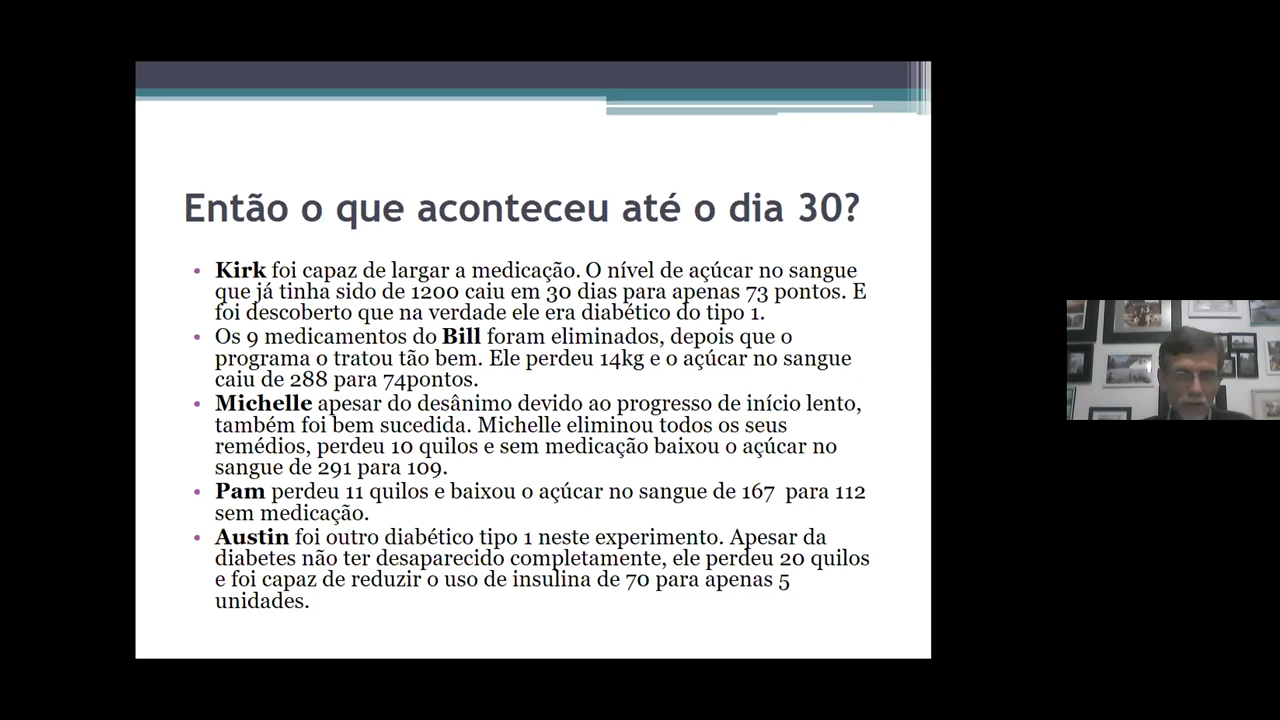 Então o que aconteceu até o dia 30?
• Kirk foi capaz de largar a medicação. O nível de açúcar no sangue
que já tinha sido de 1200 caiu em 30 dias para apenas 73 pontos. E
foi descoberto que na verdade ele era diabético do tipo 1.
• Os 9 medicamentos do Bill foram eliminados, depois que o
programa o tratou tão bem. Ele perdeu 14kg e o açúcar no sangue
caiu de 288 para 74pontos.
• Michelle apesar do desânimo devido ao progresso de início lento,
também foi bem sucedida. Michelle eliminou todos os seus
remédios, perdeu 10 quilos e sem medicação baixou o açúcar no
sangue de 291 para 109.
• Pam perdeu 11 quilos e baixou o açúcar no sangue de 167 para 112
sem medicação.
• Austin foi outro diabético tipo 1 neste experimento. Apesar da
diabetes não ter desaparecido completamente, ele perdeu 20 quilos
e foi capaz de reduzir o uso de insulina de 70 para apenas 5
unidades.